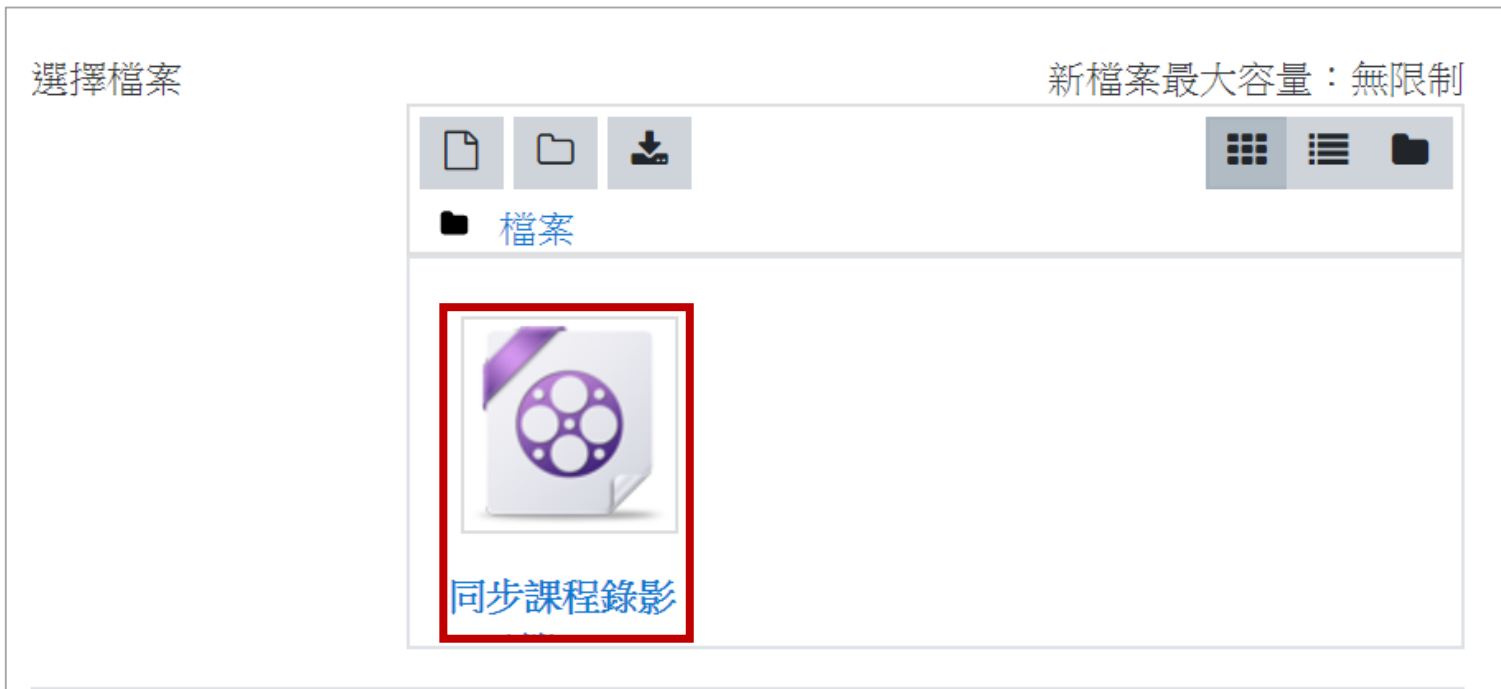 選擇檔案
新檔案最大容量：無限制
檔案
同步課程錄影